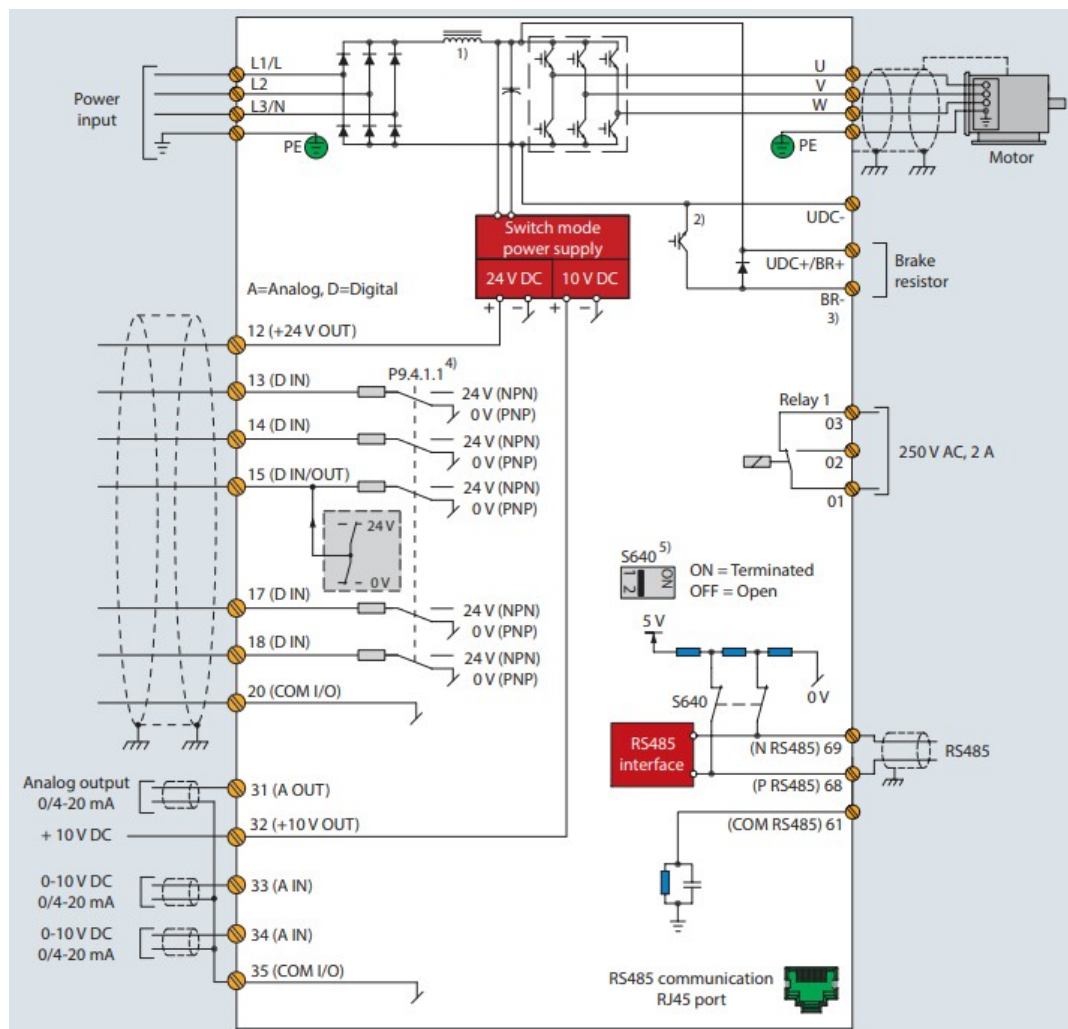 L1/L
L2
L3/N
Power
input
PE
1)
U
V
W
PE
Motor
UDC-
2)
UDC+/BR+
Brake
resistor
BR-
3)
Switch mode
power supply
24 V DC
10 V DC
+ − + −
A=Analog, D=Digital
12 (+24 V OUT)
13 (D IN)
P9.4.1.1 4)
24 V (NPN)
0 V (PNP)
14 (D IN)
24 V (NPN)
0 V (PNP)
15 (D IN/OUT)
24 V (NPN)
0 V (PNP)
24 V
0 V
17 (D IN)
24 V (NPN)
0 V (PNP)
18 (D IN)
24 V (NPN)
0 V (PNP)
20 (COM I/O)
Relay 1
03
02
01
250 V AC, 2 A
S640 5)
1 2
ON
ON = Terminated
OFF = Open
5 V
0 V
S640
RS485
interface
(N RS485) 69
(P RS485) 68
RS485
(COM RS485) 61
Analog output
0/4-20 mA
31 (A OUT)
+ 10 V DC
32 (+10 V OUT)
0-10 V DC
0/4-20 mA
33 (A IN)
0-10 V DC
0/4-20 mA
34 (A IN)
35 (COM I/O)
RS485 communication
RJ45 port